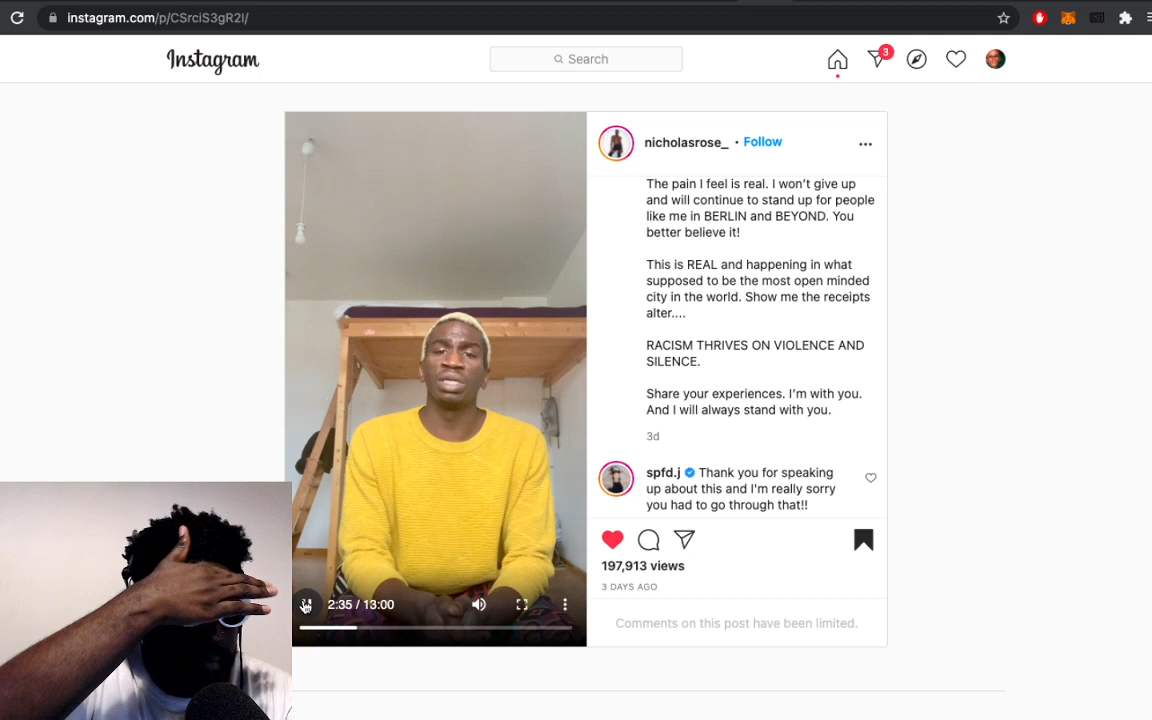 instagram.com/p/CSrciS3gR2I/
Instagram
Search
3
nicholasrose_ • Follow
The pain I feel is real. I won't give up
and will continue to stand up for people
like me in BERLIN and BEYOND. You
better believe it!
This is REAL and happening in what
supposed to be the most open minded
city in the world. Show me the receipts
alter....
RACISM THRIVES ON VIOLENCE AND
SILENCE.
Share your experiences. I'm with you.
And I will always stand with you.
3d
spfd.j Thank you for speaking
up about this and I'm really sorry
you had to go through that!!
197,913 views
3 DAYS AGO
Comments on this post have been limited.
2:35 / 13:00